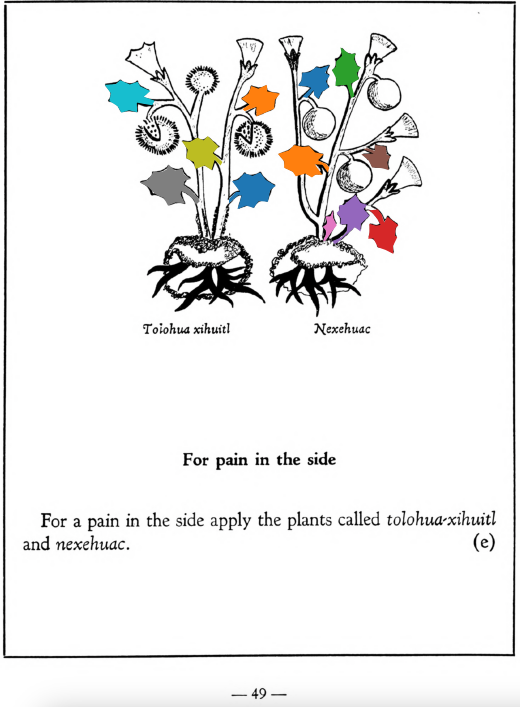 Tolohua xihuitl
Nexehuac
For pain in the side
For a pain in the side apply the plants called tolohua-xihuitl
and nexehuac. (e)
— 49 —